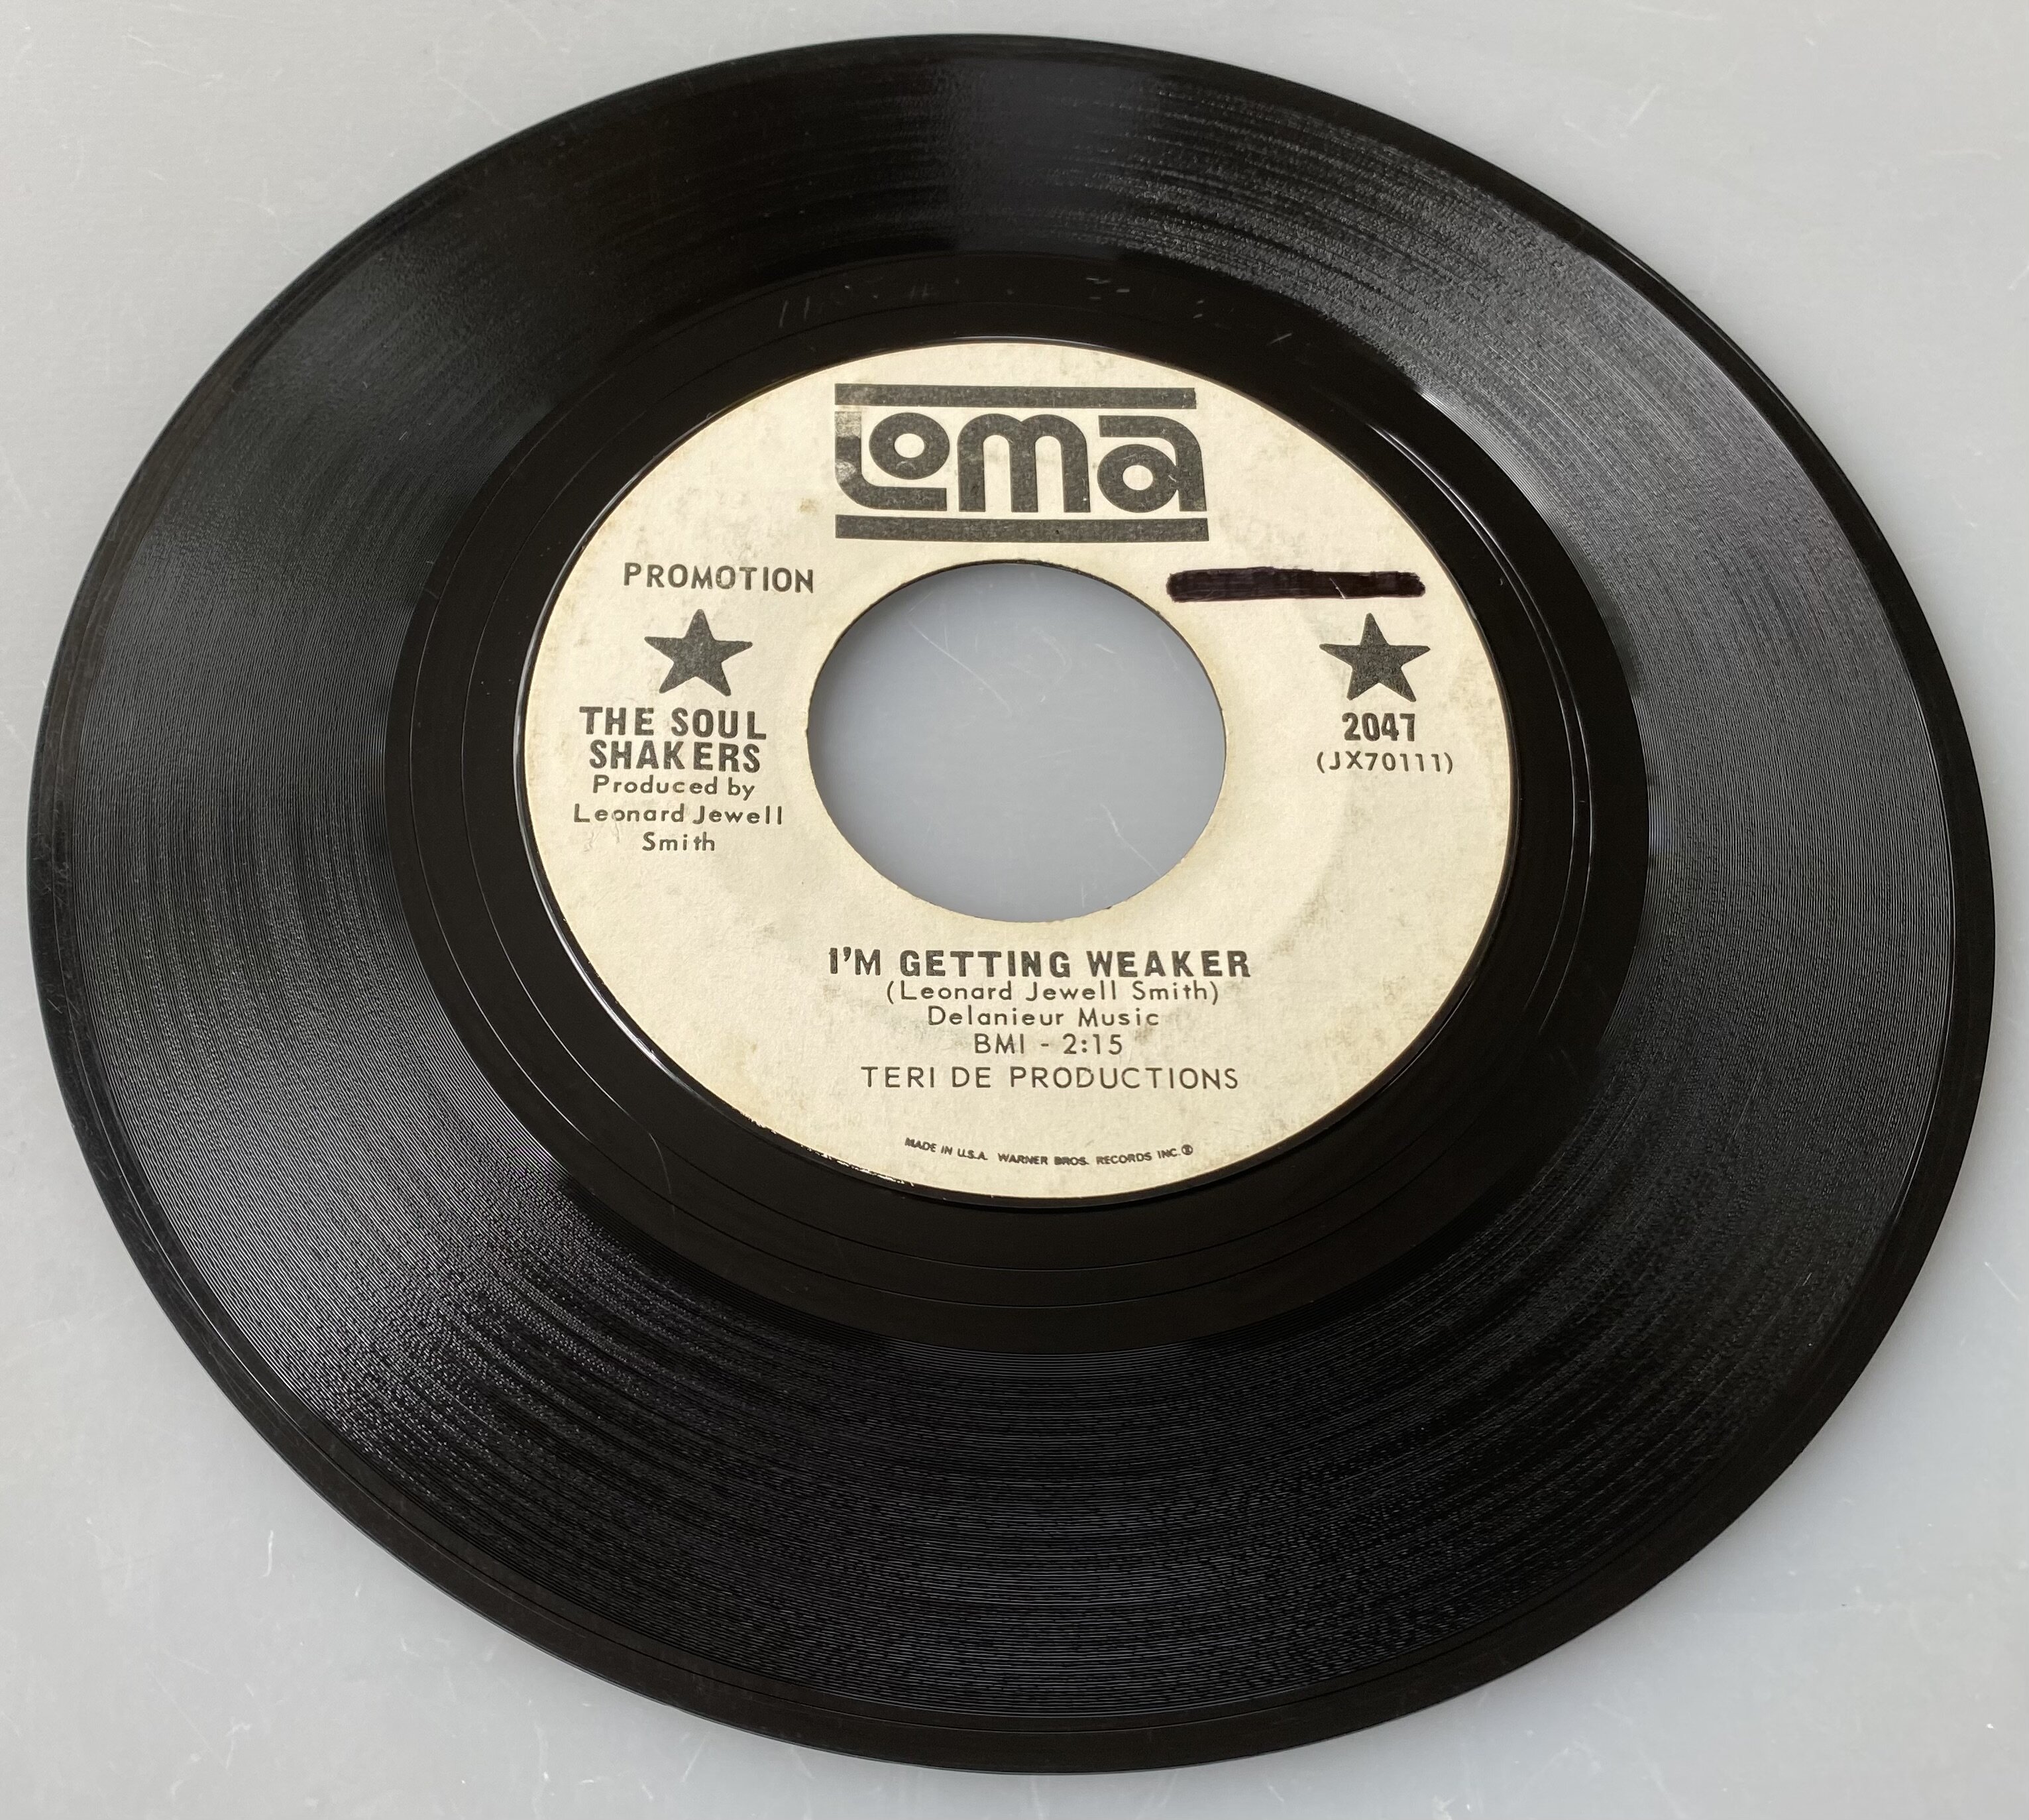 Loma
PROMOTION
THE SOUL
SHAKERS
Produced by
Leonard Jewell
Smith
2047
(JX70111)
I'M GETTING WEAKER
(Leonard Jewell Smith)
Delanieur Music
BMI - 2:15
TERI DE PRODUCTIONS
MADE IN U.S.A. WARNER BROS. RECORDS INC.